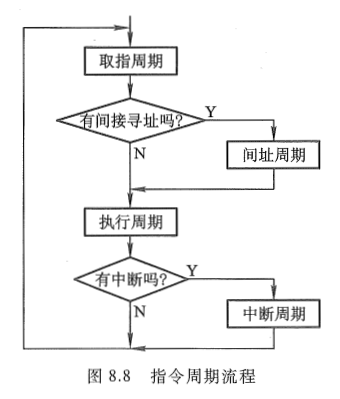 取指周期
有间接寻址吗?
Y
N
间址周期
执行周期
有中断吗?
Y
N
中断周期
图 8.8 指令周期流程